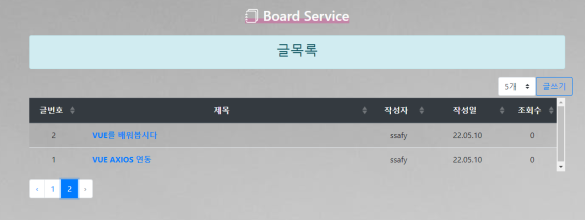 Board Service
글목록
5개 글쓰기
글번호 제목 작성자 작성일 조회수
2 VUE를 배워봅시다 ssafy 22.05.10 0
1 VUE AXIOS 연동 ssafy 22.05.10 0
‹ 1 2 ›